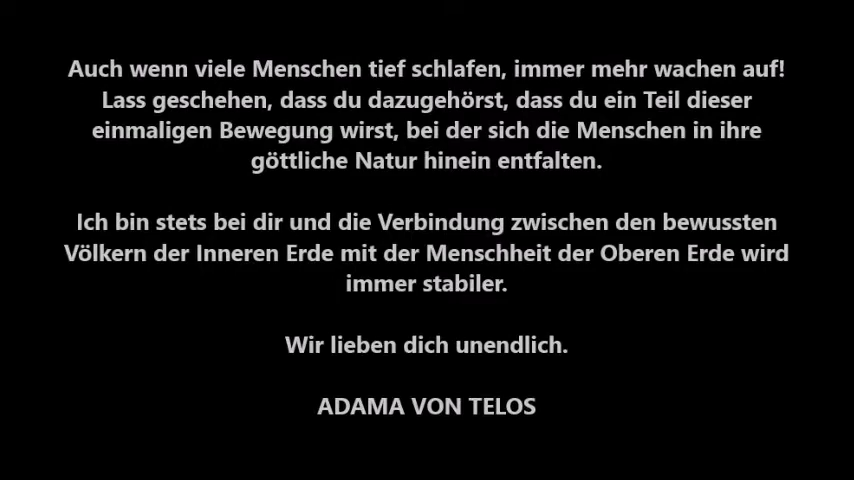 Auch wenn viele Menschen tief schlafen, immer mehr wachen auf!
Lass geschehen, dass du dazugehörst, dass du ein Teil dieser
einmaligen Bewegung wirst, bei der sich die Menschen in ihre
göttliche Natur hinein entfalten.
Ich bin stets bei dir und die Verbindung zwischen den bewussten
Völkern der Inneren Erde mit der Menschheit der Oberen Erde wird
immer stabiler.
Wir lieben dich unendlich.
ADAMA VON TELOS